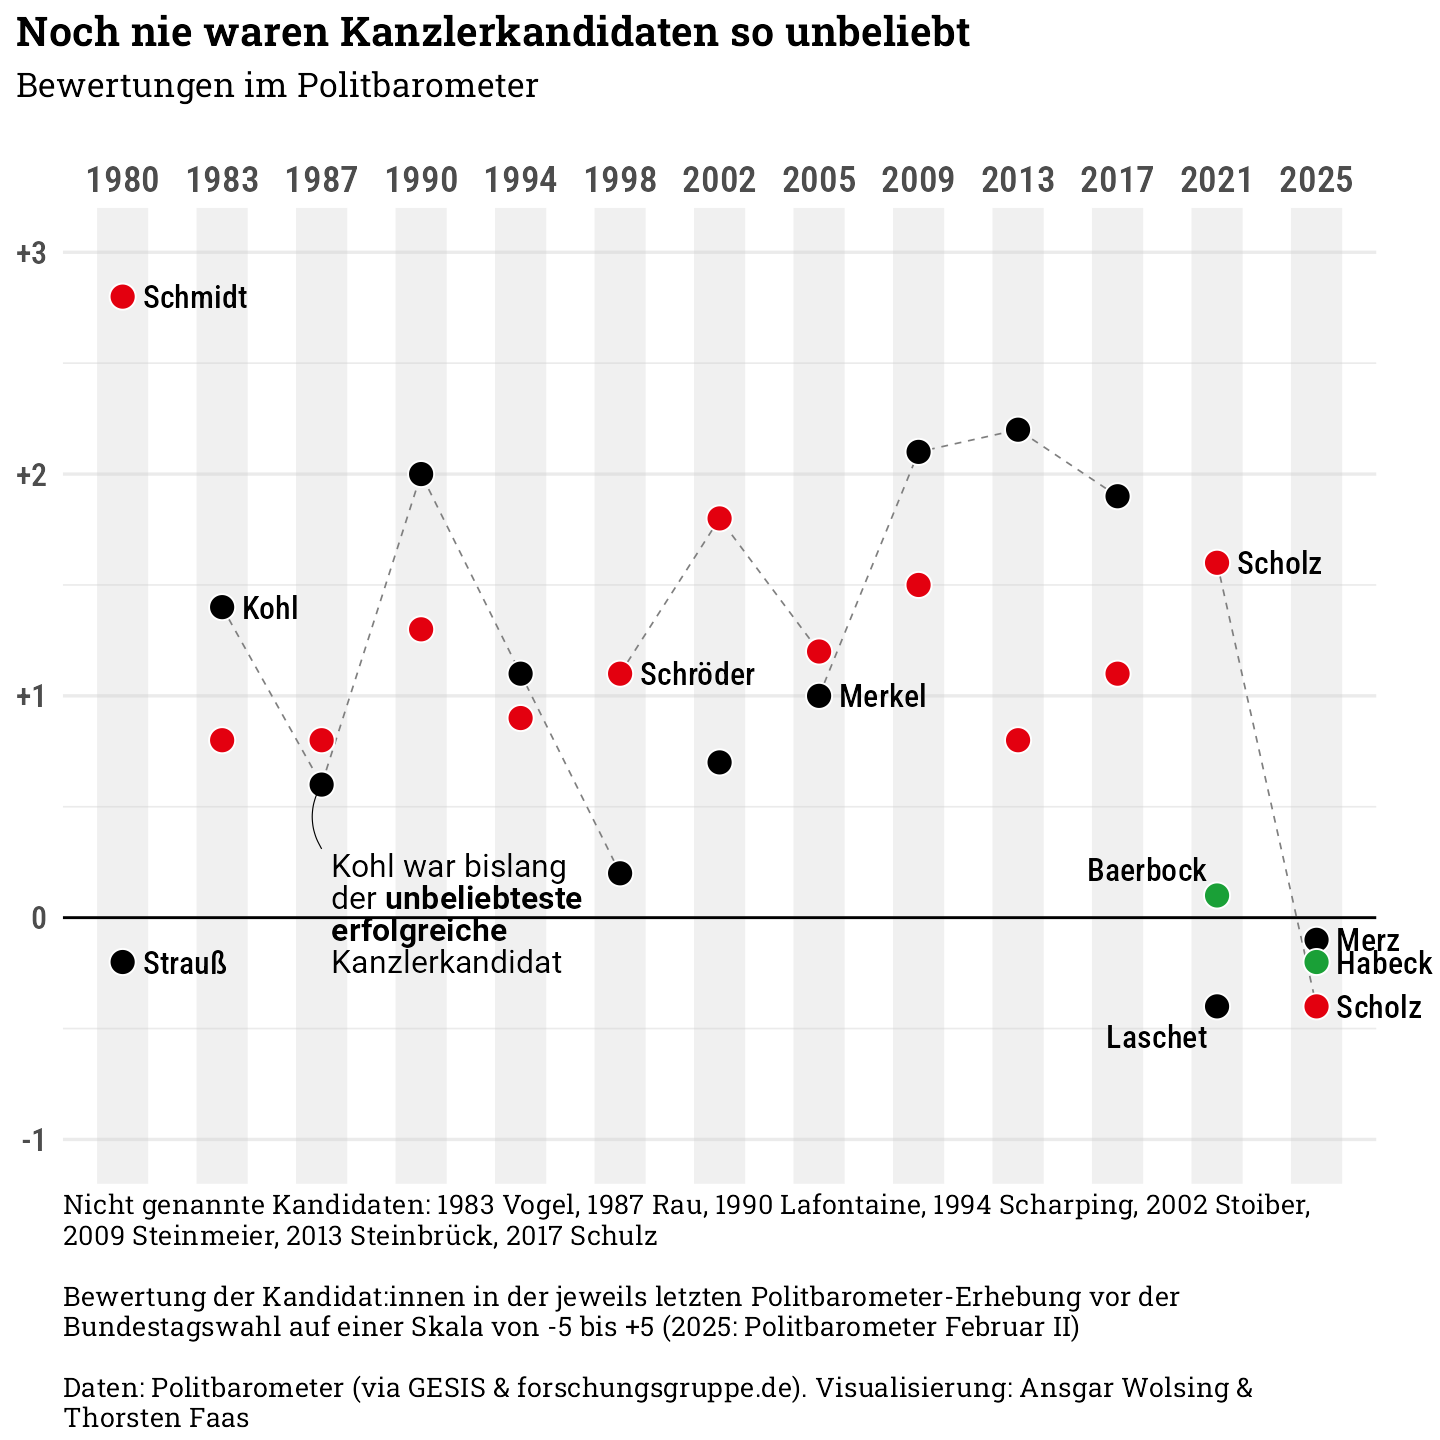 Noch nie waren Kanzlerkandidaten so unbeliebt
Bewertungen im Politbarometer
1980 1983 1987 1990 1994 1998 2002 2005 2009 2013 2017 2021 2025
+3
Schmidt
+2
Scholz
Kohl
Schröder
+1
Merkel
Kohl war bislang
der unbeliebteste
erfolgreiche
Kanzlerkandidat
Baerbock
0
Merz
Strauß
Habeck
Scholz
Laschet
-1
Nicht genannte Kandidaten: 1983 Vogel, 1987 Rau, 1990 Lafontaine, 1994 Scharping, 2002 Stoiber,
2009 Steinmeier, 2013 Steinbrück, 2017 Schulz
Bewertung der Kandidat:innen in der jeweils letzten Politbarometer-Erhebung vor der
Bundestagswahl auf einer Skala von -5 bis +5 (2025: Politbarometer Februar II)
Daten: Politbarometer (via GESIS & forschungsgruppe.de). Visualisierung: Ansgar Wolsing &
Thorsten Faas